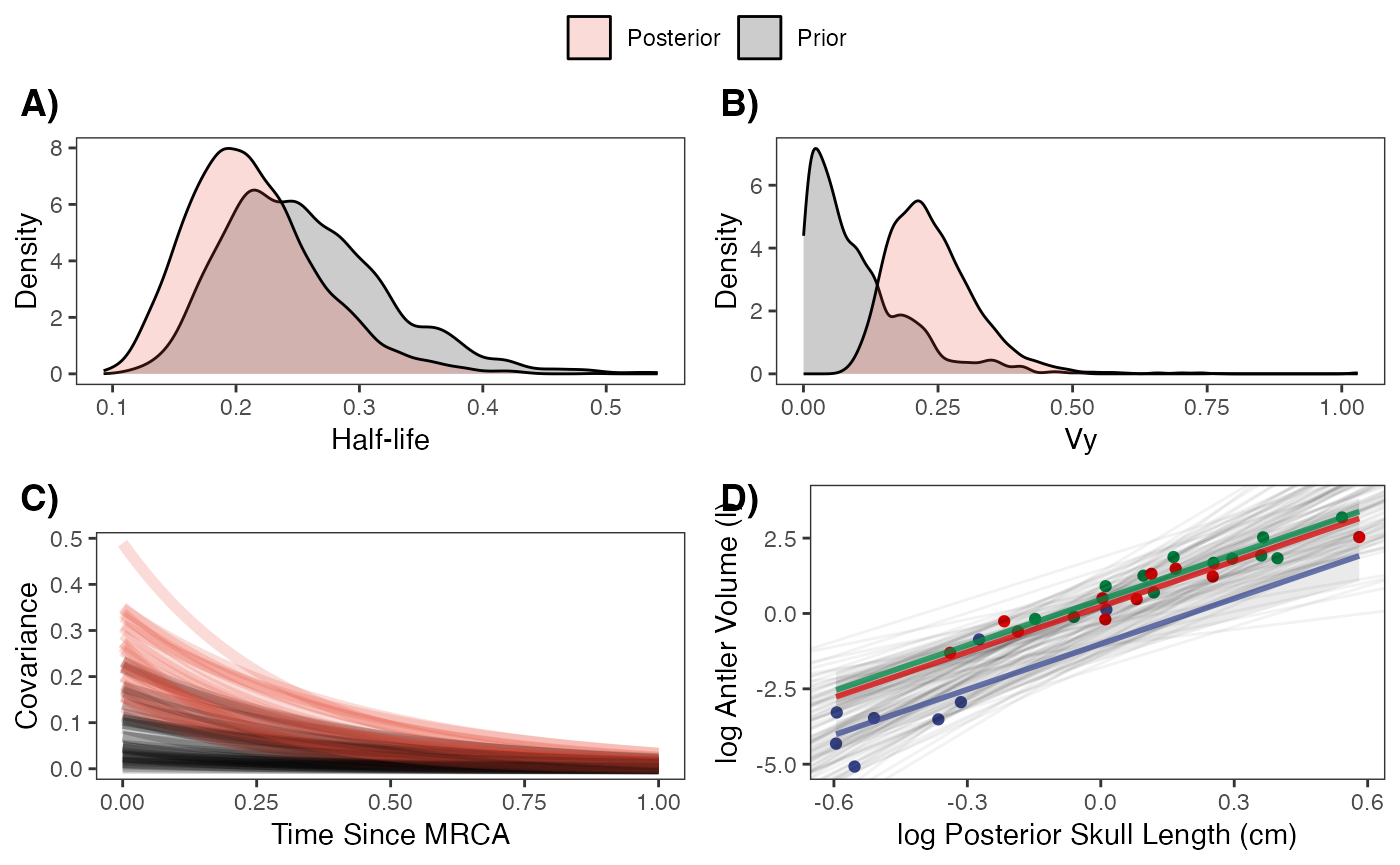 Posterior Prior
A)
Density
8
6
4
2
0
0.1 0.2 0.3 0.4 0.5
Half-life
B)
Density
6
4
2
0
0.00 0.25 0.50 0.75 1.00
Vy
C)
Covariance
0.5
0.4
0.3
0.2
0.1
0.0
0.00 0.25 0.50 0.75 1.00
Time Since MRCA
D)
log Antler Volume (l)
2.5
0.0
-2.5
-5.0
-0.6 -0.3 0.0 0.3 0.6
log Posterior Skull Length (cm)